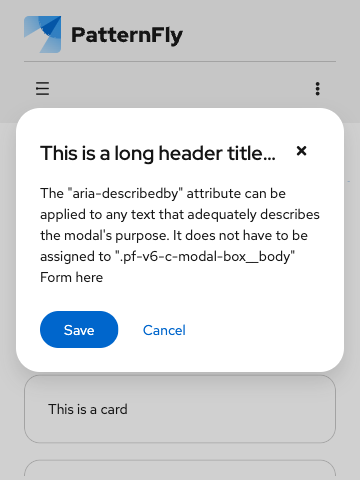 PatternFly
This is a long header title...
The "aria-describedby" attribute can be
applied to any text that adequately describes
the modal's purpose. It does not have to be
assigned to ".pf-v6-c-modal-box__body"
Form here
Save
Cancel
This is a card